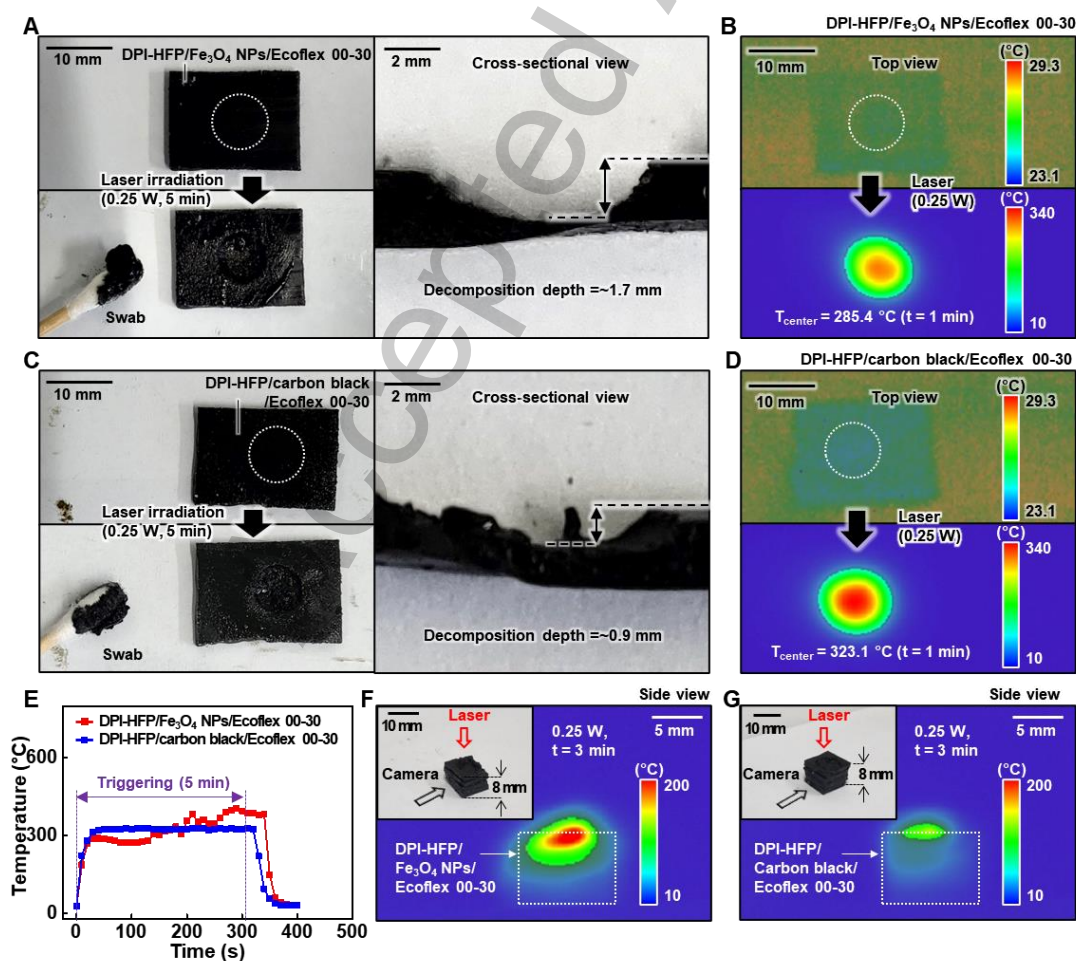 Accepted
A
10 mm
DPI-HFP/Fe₃O₄ NPs/Ecoflex 00-30
Laser irradiation
(0.25 W, 5 min)
Swab
2 mm
Cross-sectional view
Decomposition depth =~1.7 mm
B
DPI-HFP/Fe₃O₄ NPs/Ecoflex 00-30
10 mm
Top view
(°C)
29.3
23.1
Laser
(0.25 W)
(°C)
340
10
T_center = 285.4 °C (t = 1 min)
C
10 mm
DPI-HFP/carbon black
/Ecoflex 00-30
Laser irradiation
(0.25 W, 5 min)
Swab
2 mm
Cross-sectional view
Decomposition depth =~0.9 mm
D
DPI-HFP/carbon black/Ecoflex 00-30
10 mm
Top view
(°C)
29.3
23.1
Laser
(0.25 W)
(°C)
340
10
T_center = 323.1 °C (t = 1 min)
E
DPI-HFP/Fe₃O₄ NPs/Ecoflex 00-30
DPI-HFP/carbon black/Ecoflex 00-30
Triggering (5 min)
Temperature (°C)
600
300
0
0 100 200 300 400 500
Time (s)
F
Side view
10 mm
Laser
Camera
8 mm
0.25 W,
t = 3 min
5 mm
(°C)
200
10
DPI-HFP/
Fe₃O₄ NPs/
Ecoflex 00-30
G
Side view
10 mm
Laser
Camera
8 mm
0.25 W,
t = 3 min
5 mm
(°C)
200
10
DPI-HFP/
Carbon black/
Ecoflex 00-30